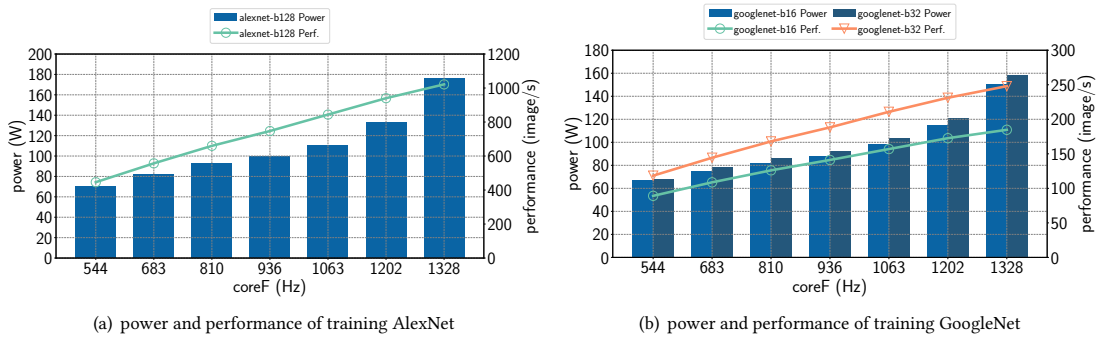 alexnet-b128 Power
alexnet-b128 Perf.
200
180
160
140
120
100
80
60
40
20
0
power (W)
1200
1000
800
600
400
200
0
performance (image/s)
544 683 810 936 1063 1202 1328
coreF (Hz)
(a) power and performance of training AlexNet
googlenet-b16 Power googlenet-b32 Power
googlenet-b16 Perf. googlenet-b32 Perf.
180
160
140
120
100
80
60
40
20
0
power (W)
300
250
200
150
100
50
0
performance (image/s)
544 683 810 936 1063 1202 1328
coreF (Hz)
(b) power and performance of training GoogleNet